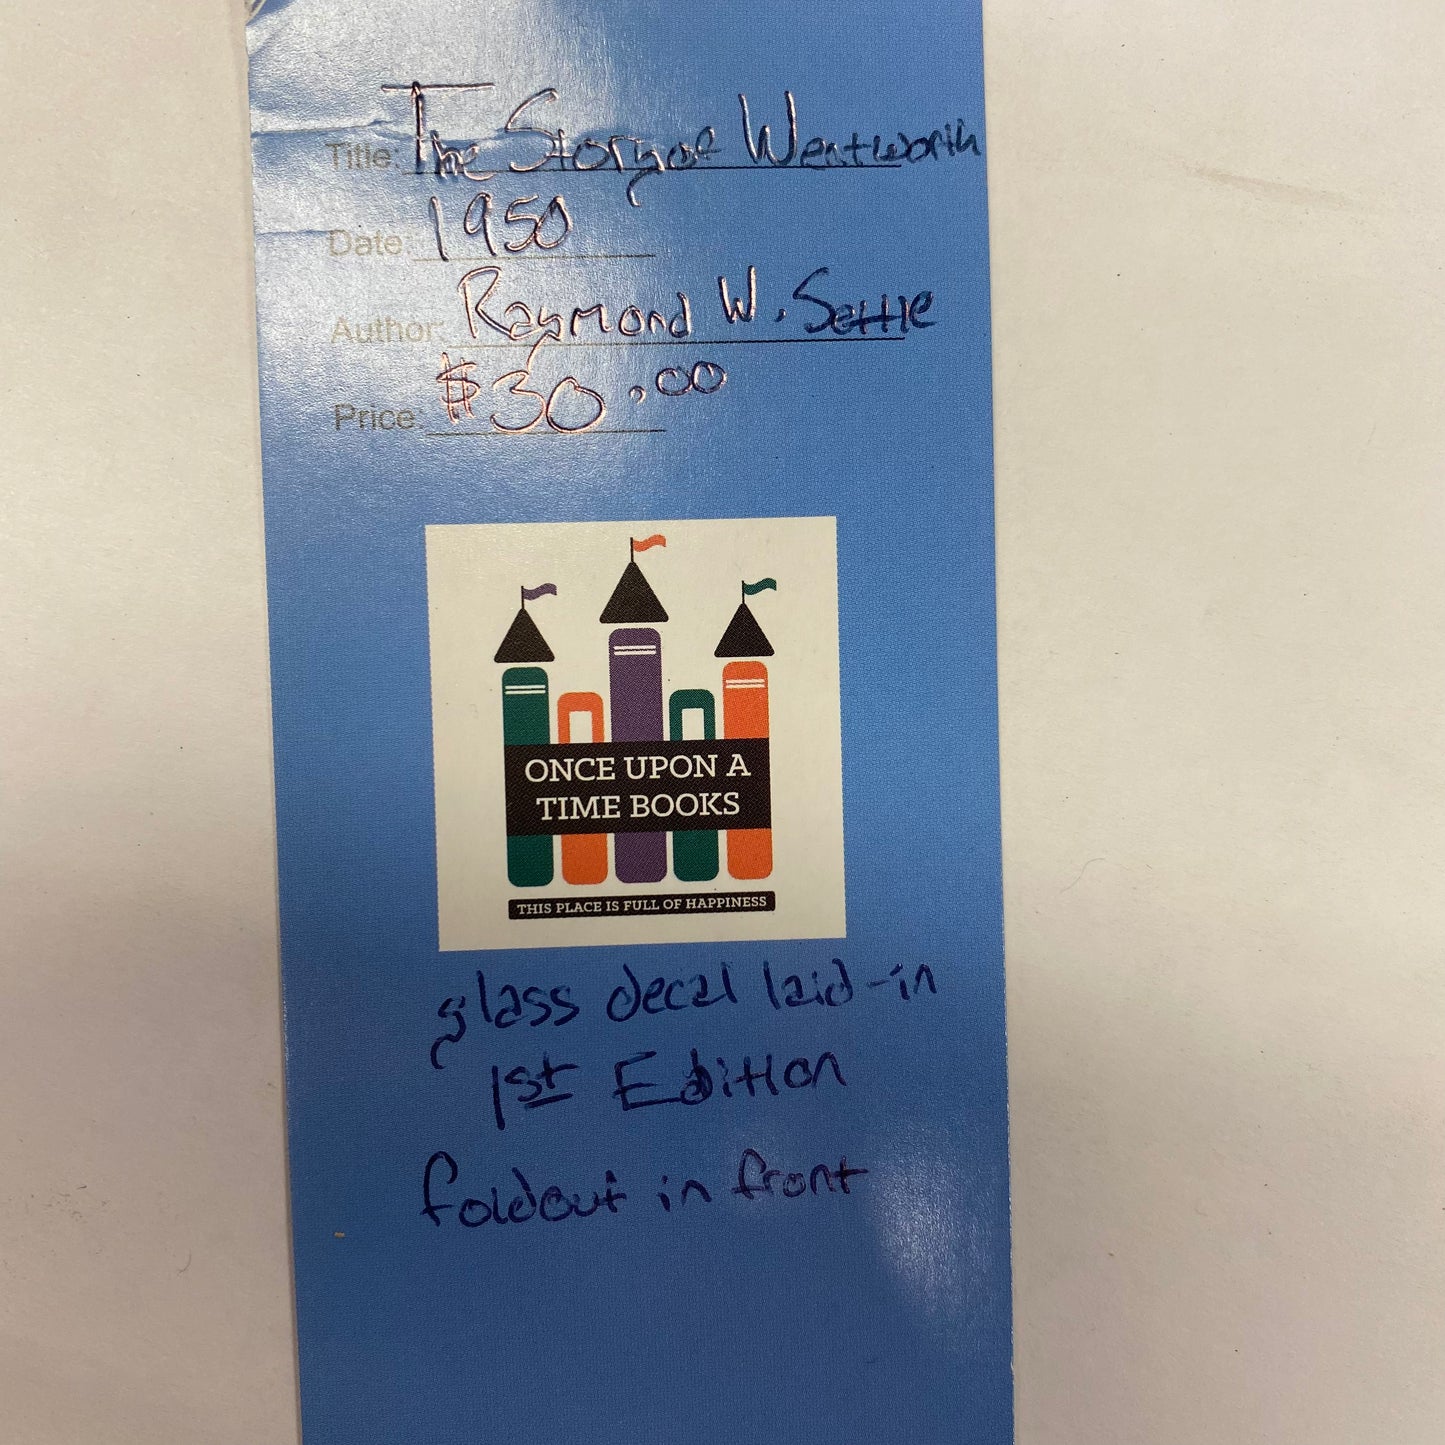 Title: The Story of Wentworth
Date: 1950
Author: Raymond W. Settle
Price: $30.00
ONCE UPON A
TIME BOOKS
THIS PLACE IS FULL OF HAPPINESS
glass decal laid-in
1st Edition
foldout in front